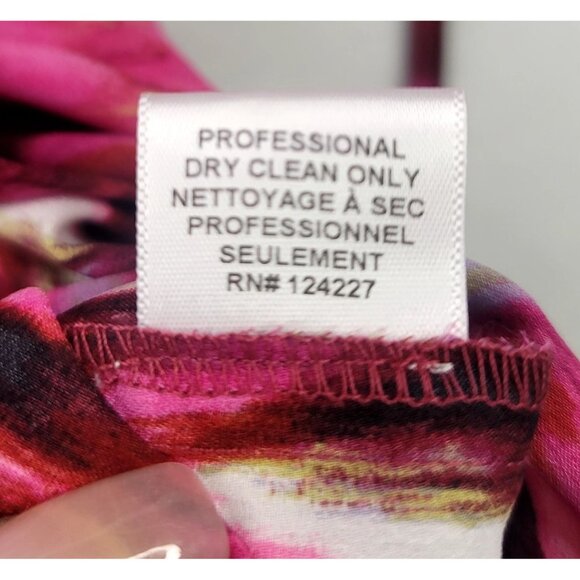 PROFESSIONAL
DRY CLEAN ONLY
NETTOYAGE À SEC
PROFESSIONNEL
SEULEMENT
RN# 124227